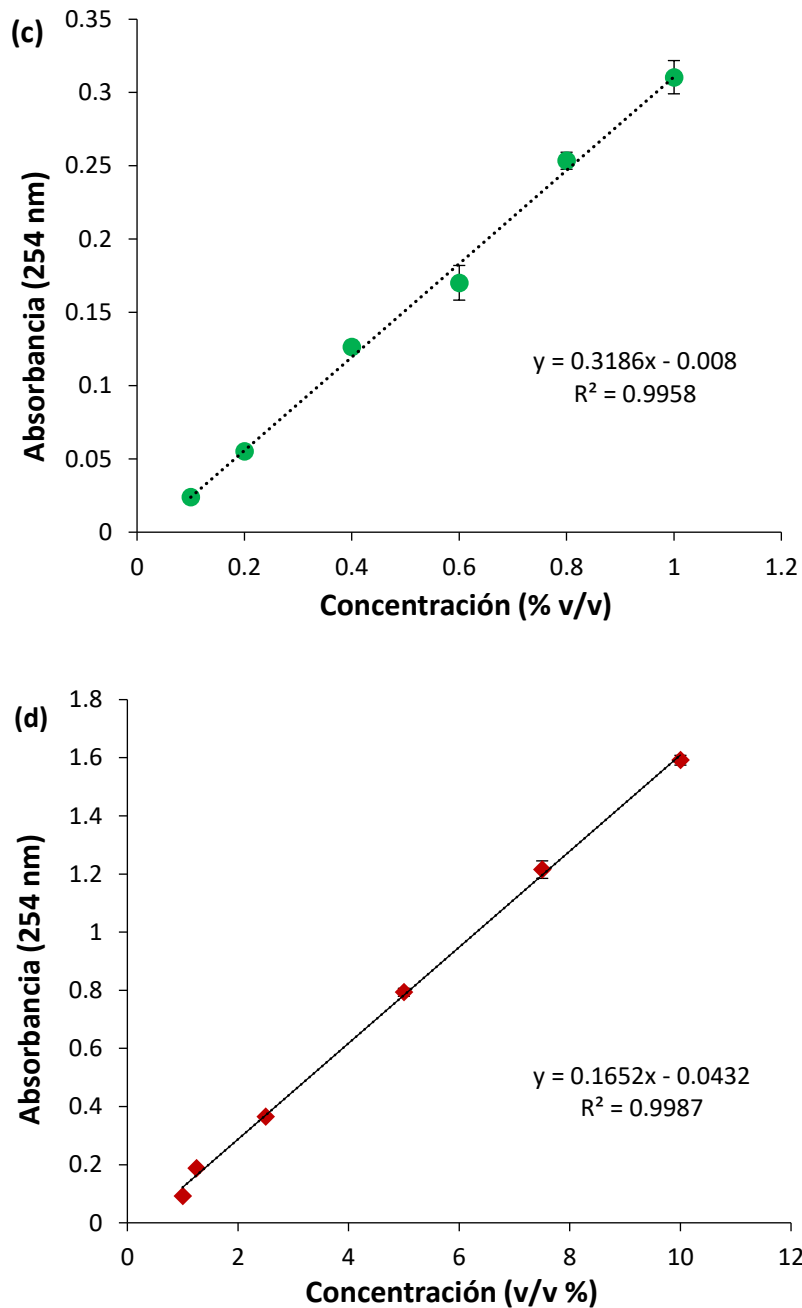 (c)
0.35
0.3
0.25
0.2
0.15
0.1
0.05
0
Absorbancia (254 nm)
y = 0.3186x - 0.008
R² = 0.9958
0 0.2 0.4 0.6 0.8 1 1.2
Concentración (% v/v)
(d)
1.8
1.6
1.4
1.2
1
0.8
0.6
0.4
0.2
0
Absorbancia (254 nm)
y = 0.1652x - 0.0432
R² = 0.9987
0 2 4 6 8 10 12
Concentración (v/v %)